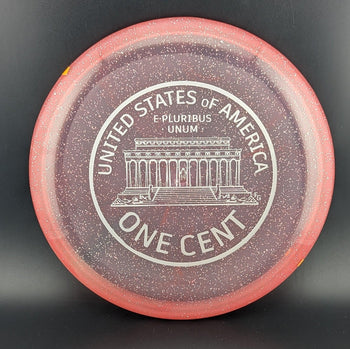 UNITED STATES OF AMERICA
E·PLURIBUS
UNUM
ONE CENT